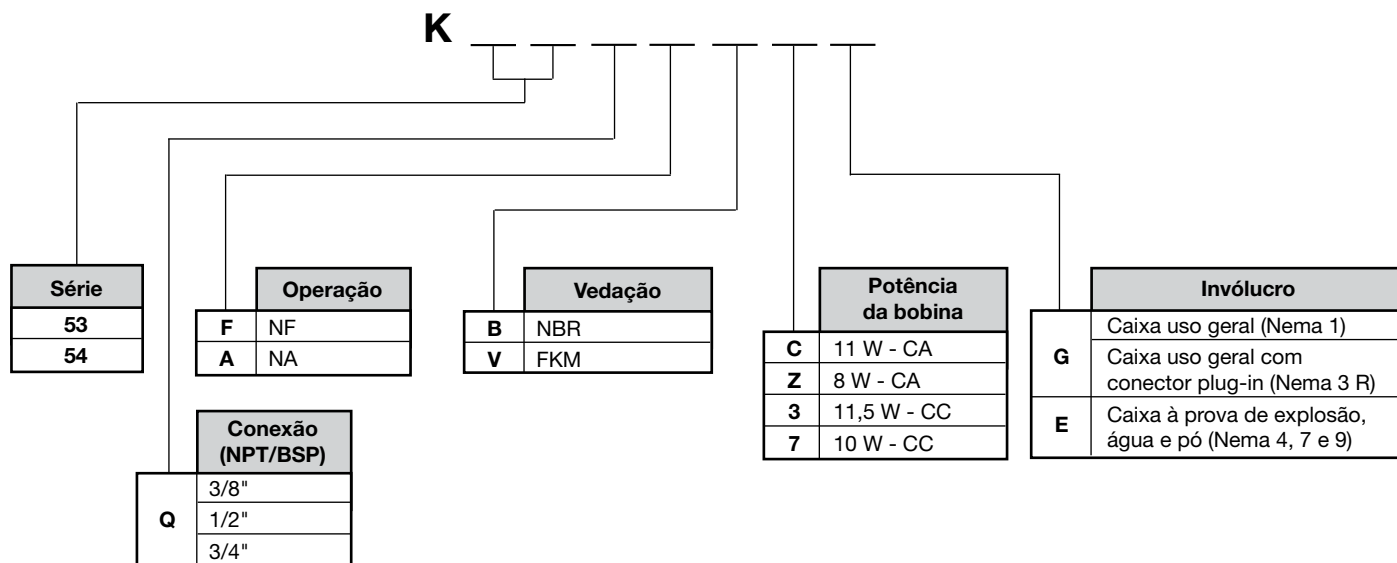 K
Série
53
54
Operação
F NF
A NA
Conexão
(NPT/BSP)
Q
3/8"
1/2"
3/4"
Vedação
B NBR
V FKM
Potência
da bobina
C 11 W - CA
Z 8 W - CA
3 11,5 W - CC
7 10 W - CC
Invólucro
G
Caixa uso geral (Nema 1)
Caixa uso geral com
conector plug-in (Nema 3 R)
E
Caixa à prova de explosão,
água e pó (Nema 4, 7 e 9)